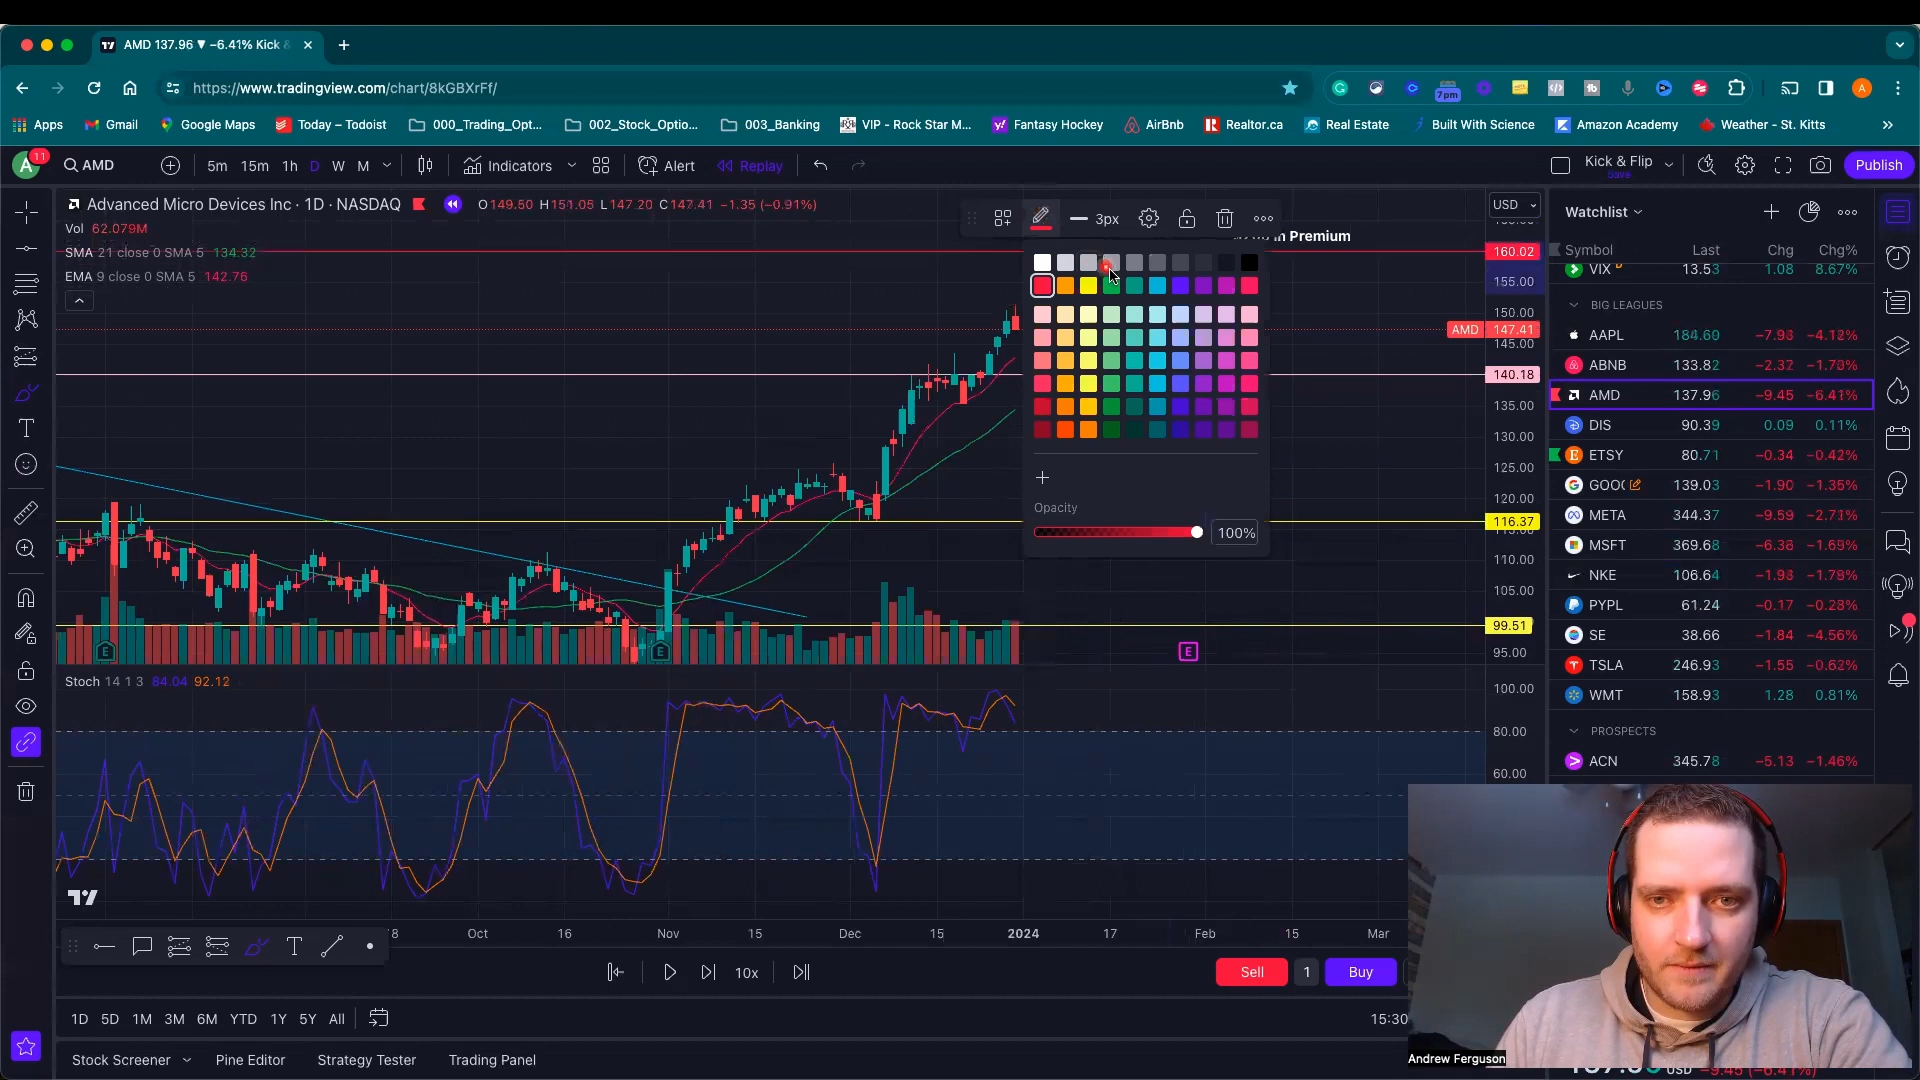 AMD 137.96 ▼ −6.41% Kick &
https://www.tradingview.com/chart/8kGBXrFf/
7pm
A
Apps
Gmail
Google Maps
Today – Todoist
000_Trading_Opt...
002_Stock_Optio...
003_Banking
VIP - Rock Star M...
Fantasy Hockey
AirBnb
Realtor.ca
Real Estate
Built With Science
Amazon Academy
Weather - St. Kitts
A 11
AMD
5m 15m 1h D W M
Indicators
Alert
Replay
Kick & Flip
Save
Publish
Advanced Micro Devices Inc · 1D · NASDAQ
O149.50 H151.05 L147.20 C147.41 −1.35 (−0.91%)
Vol 62.079M
SMA 21 close 0 SMA 5 134.32
EMA 9 close 0 SMA 5 142.76
3px
in Premium
Opacity
100%
USD
160.02
155.00
150.00
AMD 147.41
145.00
140.18
135.00
130.00
125.00
120.00
116.37
110.00
105.00
99.51
95.00
E
E
E
Stoch 14 1 3 84.04 92.12
100.00
80.00
60.00
Oct 16 Nov 15 Dec 15 2024 17 Feb 15 Mar
10x
Sell
1
Buy
1D 5D 1M 3M 6M YTD 1Y 5Y All
15:30
Stock Screener
Pine Editor
Strategy Tester
Trading Panel
Watchlist
Symbol Last Chg Chg%
VIX 13.53 1.08 8.67%
BIG LEAGUES
AAPL 184.60 −7.93 −4.12%
ABNB 133.82 −2.37 −1.73%
AMD 137.96 −9.45 −6.41%
DIS 90.39 0.09 0.11%
ETSY 80.71 −0.34 −0.42%
GOO 139.03 −1.90 −1.35%
META 344.37 −9.59 −2.71%
MSFT 369.68 −6.36 −1.69%
NKE 106.64 −1.93 −1.78%
PYPL 61.24 −0.17 −0.28%
SE 38.66 −1.84 −4.56%
TSLA 246.93 −1.55 −0.62%
WMT 158.93 1.28 0.81%
PROSPECTS
ACN 345.78 −5.13 −1.46%
Andrew Ferguson
USD −9.45 (−6.41%)